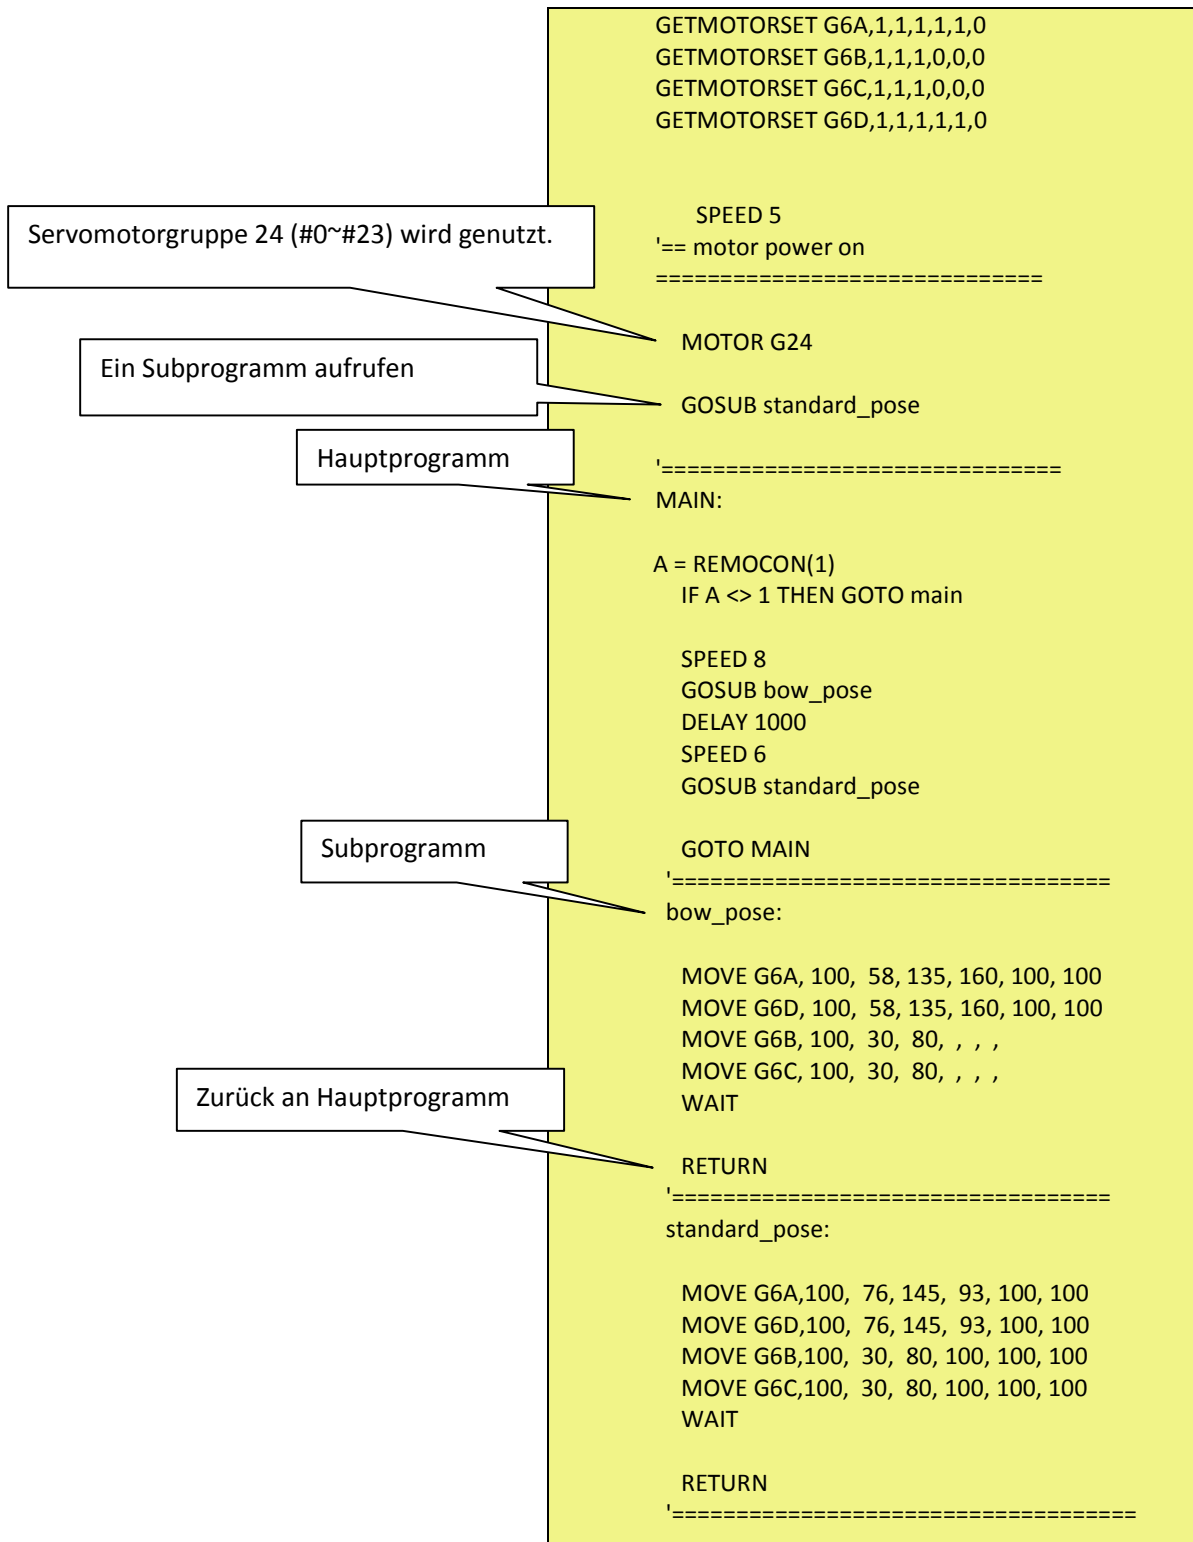 GETMOTORSET G6A,1,1,1,1,1,0
GETMOTORSET G6B,1,1,1,0,0,0
GETMOTORSET G6C,1,1,1,0,0,0
GETMOTORSET G6D,1,1,1,1,1,0
SPEED 5
Servomotorgruppe 24 (#0~#23) wird genutzt.
'== motor power on
==============================
MOTOR G24
Ein Subprogramm aufrufen
GOSUB standard_pose
Hauptprogramm
'===============================
MAIN:
A = REMOCON(1)
IF A <> 1 THEN GOTO main
SPEED 8
GOSUB bow_pose
DELAY 1000
SPEED 6
GOSUB standard_pose
Subprogramm
GOTO MAIN
'==================================
bow_pose:
MOVE G6A, 100,  58, 135, 160, 100, 100
MOVE G6D, 100,  58, 135, 160, 100, 100
MOVE G6B, 100,  30,  80,  ,  ,  ,
MOVE G6C, 100,  30,  80,  ,  ,  ,
Zurück an Hauptprogramm
WAIT
RETURN
'==================================
standard_pose:
MOVE G6A,100,  76, 145,  93, 100, 100
MOVE G6D,100,  76, 145,  93, 100, 100
MOVE G6B,100,  30,  80, 100, 100, 100
MOVE G6C,100,  30,  80, 100, 100, 100
WAIT
RETURN
'====================================